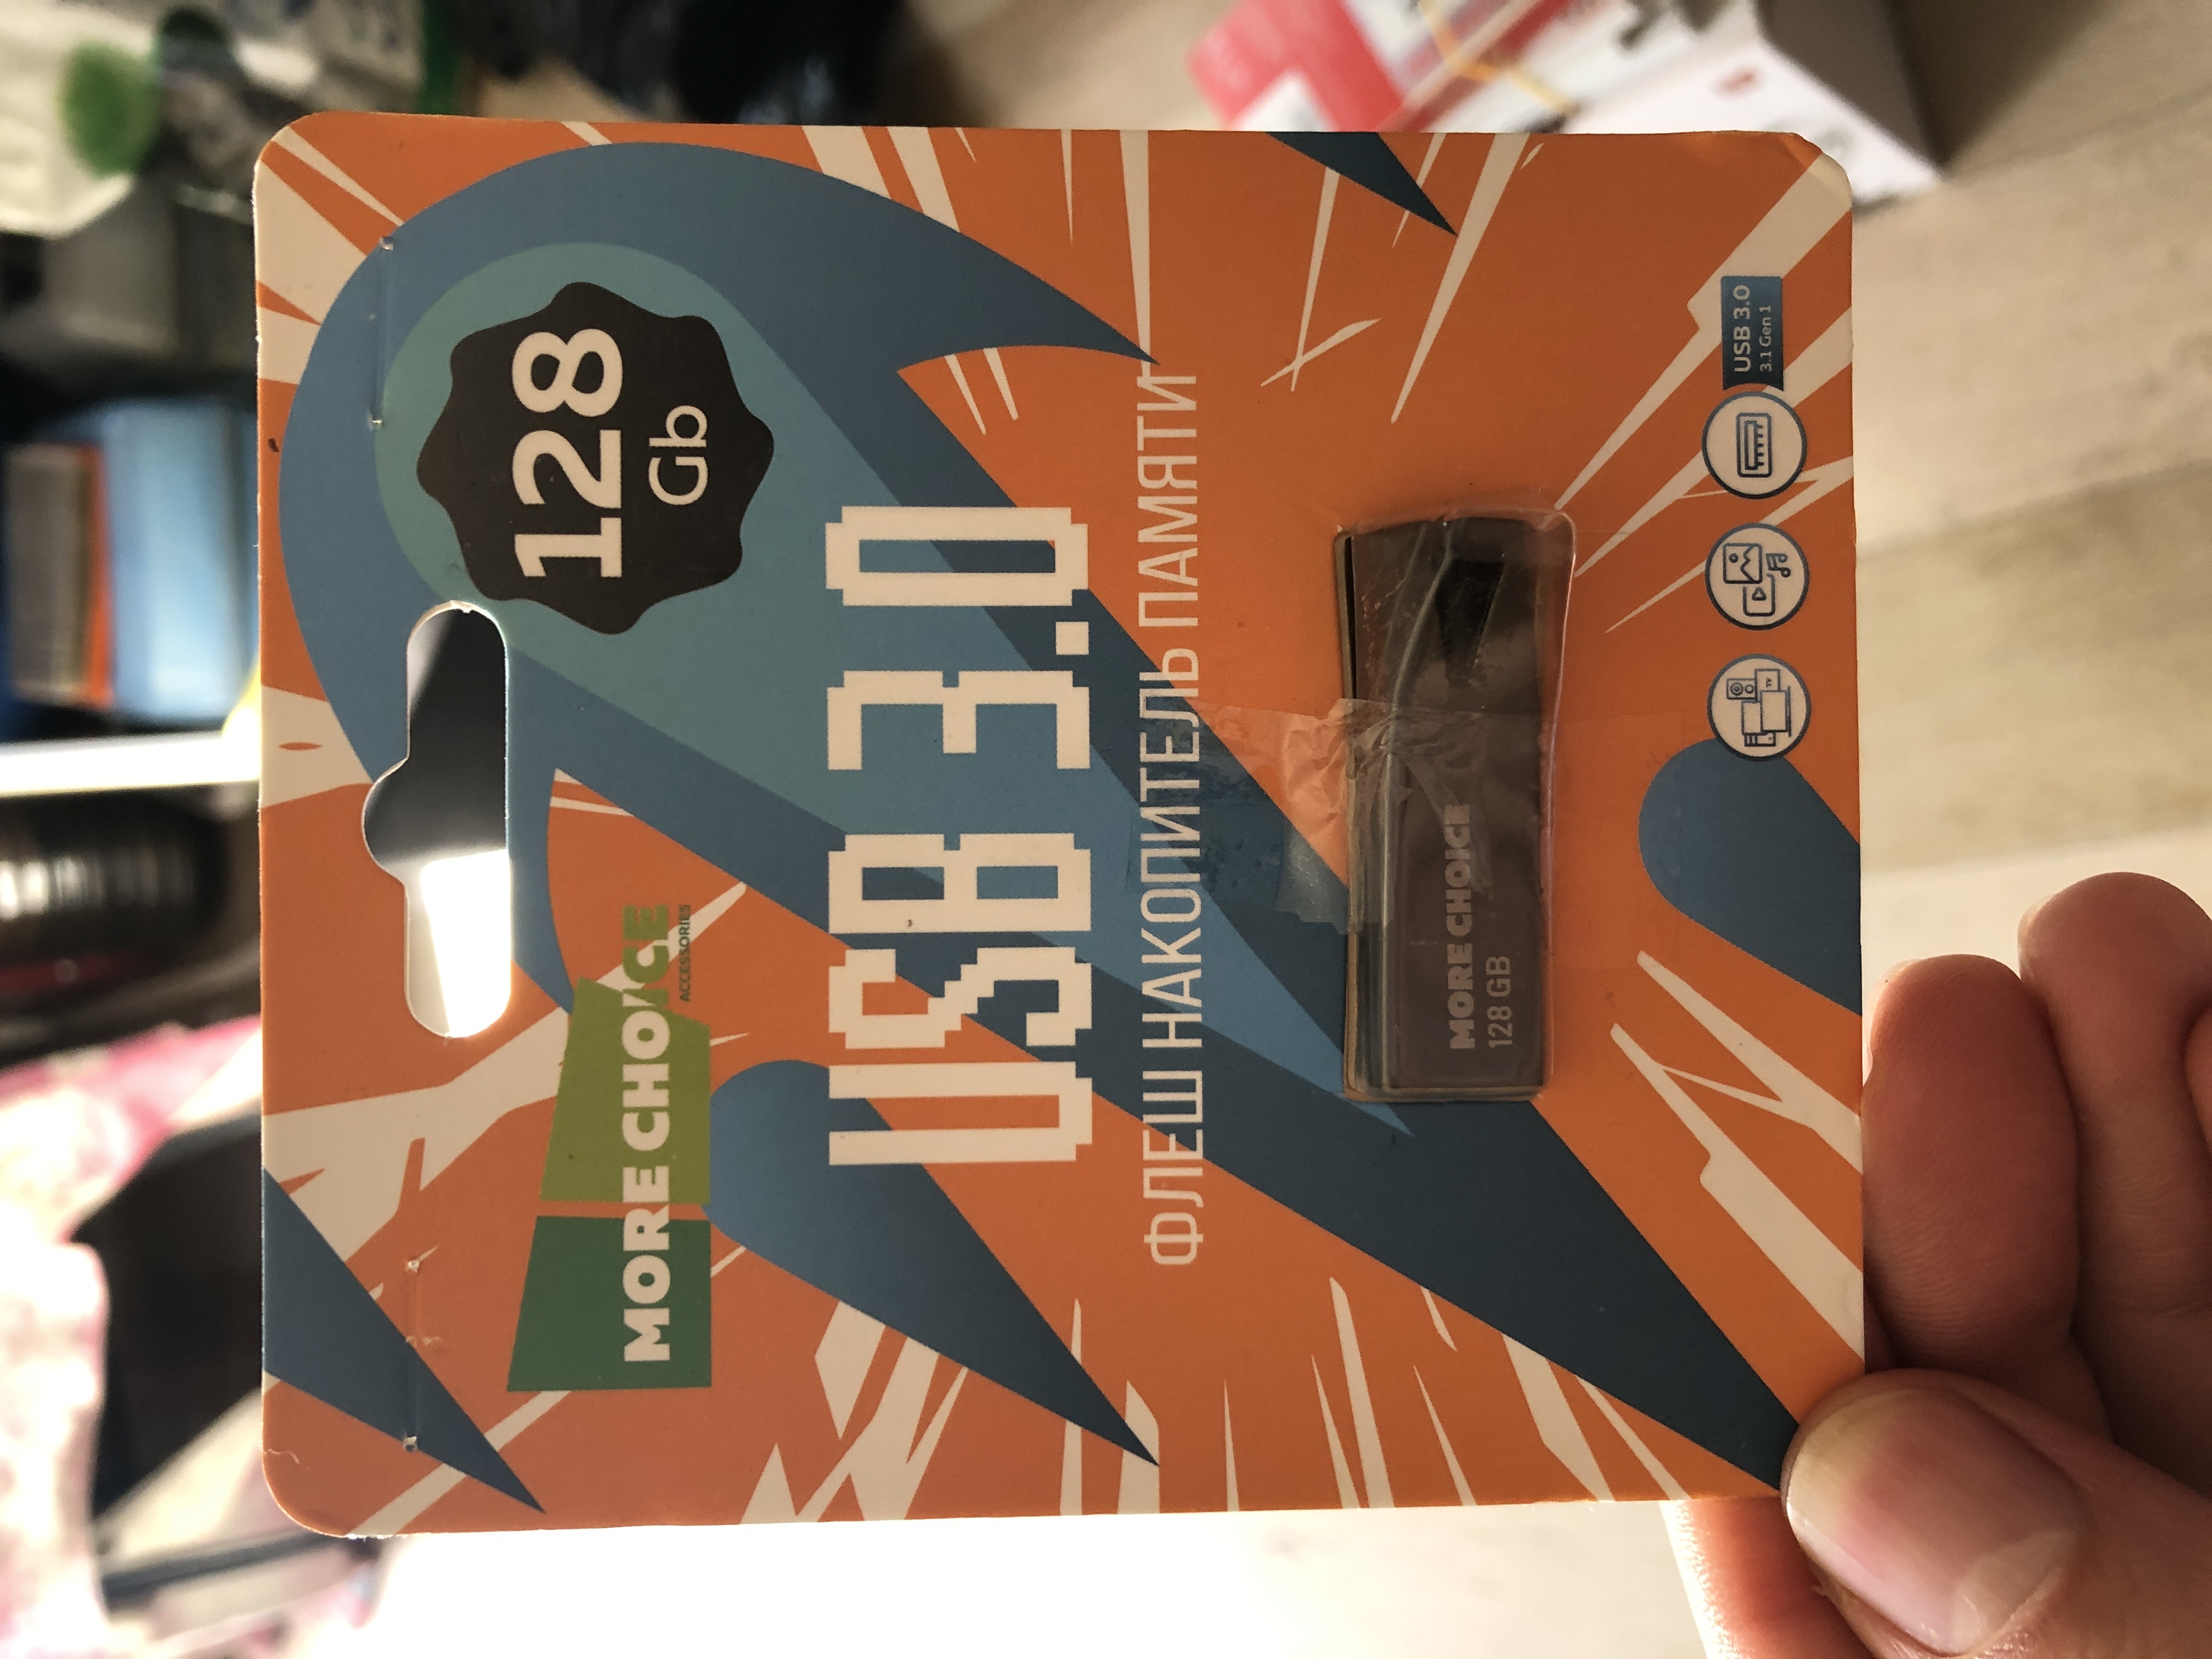 128
Gb
MORE CHOICE
ACCESSORIES
USB 3.0
ФЛЕШ НАКОПИТЕЛЬ ПАМЯТИ
MORE CHOICE
128 GB
TV
USB 3.0
3.1 Gen 1